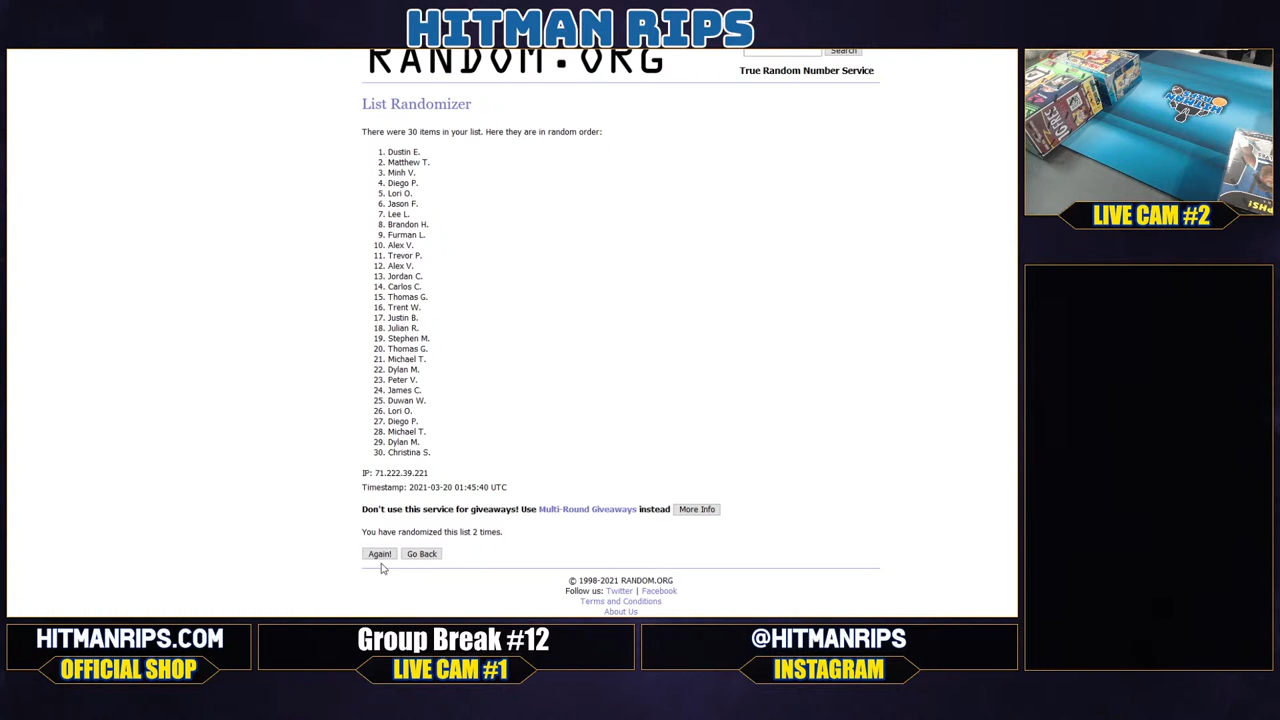 HITMAN RIPS
RANDOM.ORG
Search
True Random Number Service
List Randomizer
There were 30 items in your list. Here they are in random order:
1. Dustin E.
2. Matthew T.
3. Minh V.
4. Diego P.
5. Lori O.
6. Jason F.
7. Lee L.
8. Brandon H.
9. Furman L.
10. Alex V.
11. Trevor P.
12. Alex V.
13. Jordan C.
14. Carlos C.
15. Thomas G.
16. Trent W.
17. Justin B.
18. Julian R.
19. Stephen M.
20. Thomas G.
21. Michael T.
22. Dylan M.
23. Peter V.
24. James C.
25. Duwan W.
26. Lori O.
27. Diego P.
28. Michael T.
29. Dylan M.
30. Christina S.
IP: 71.222.39.221
Timestamp: 2021-03-20 01:45:40 UTC
Don't use this service for giveaways! Use Multi-Round Giveaways instead More Info
You have randomized this list 2 times.
Again! Go Back
© 1998-2021 RANDOM.ORG
Follow us: Twitter | Facebook
Terms and Conditions
About Us
HITMAN RIPS
LIVE CAM #2
HITMANRIPS.COM
OFFICIAL SHOP
Group Break #12
LIVE CAM #1
@HITMANRIPS
INSTAGRAM